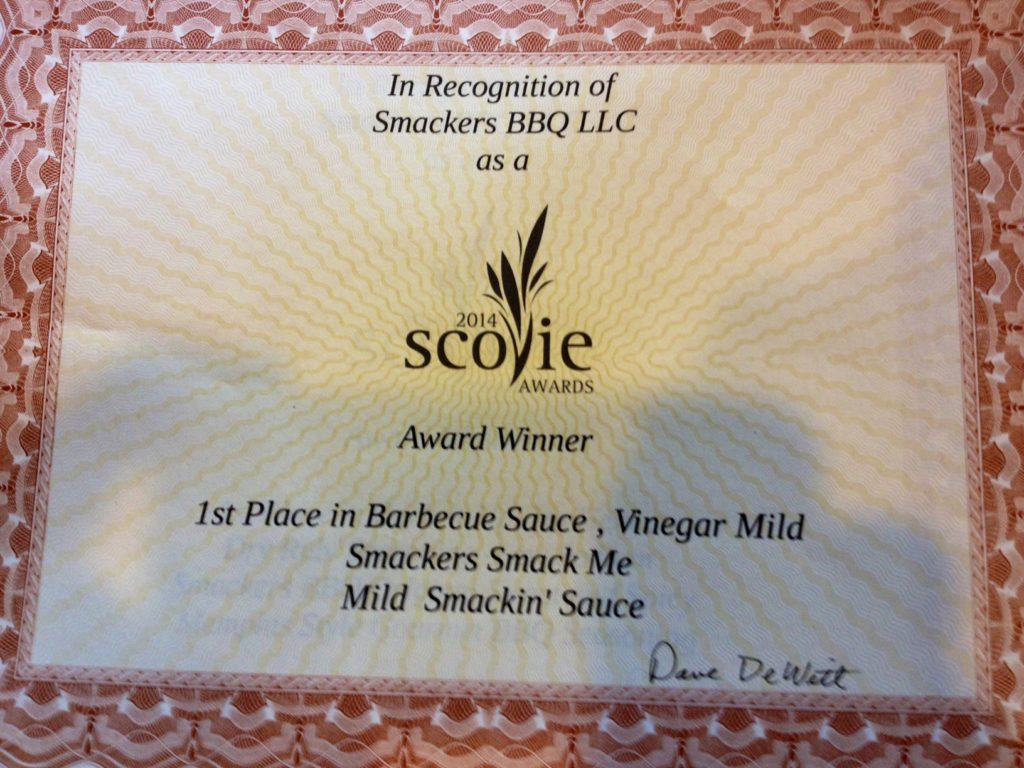 In Recognition of
Smackers BBQ LLC
as a
2014
scovie
AWARDS
Award Winner
1st Place in Barbecue Sauce , Vinegar Mild
Smackers Smack Me
Mild Smackin' Sauce
Dave DeWitt